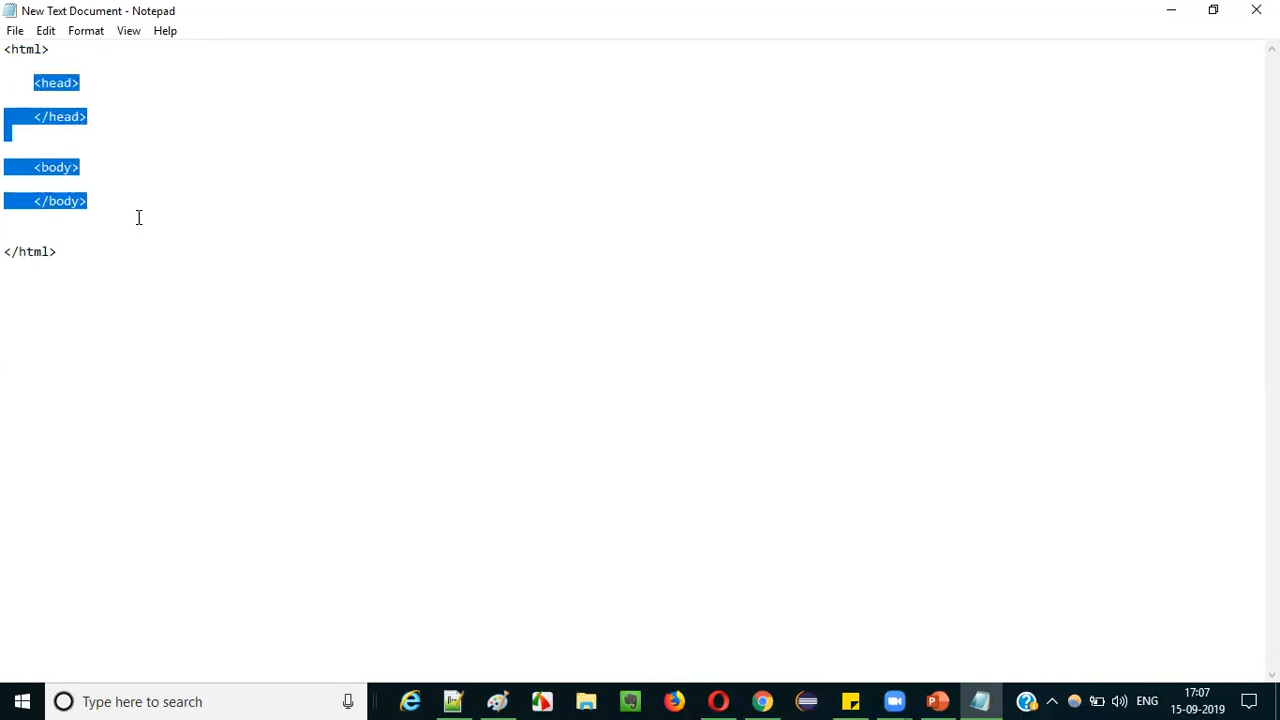 New Text Document - Notepad
File Edit Format View Help
<html>
<head>
</head>
<body>
</body>
</html>
Type here to search
ENG
17:07
15-09-2019